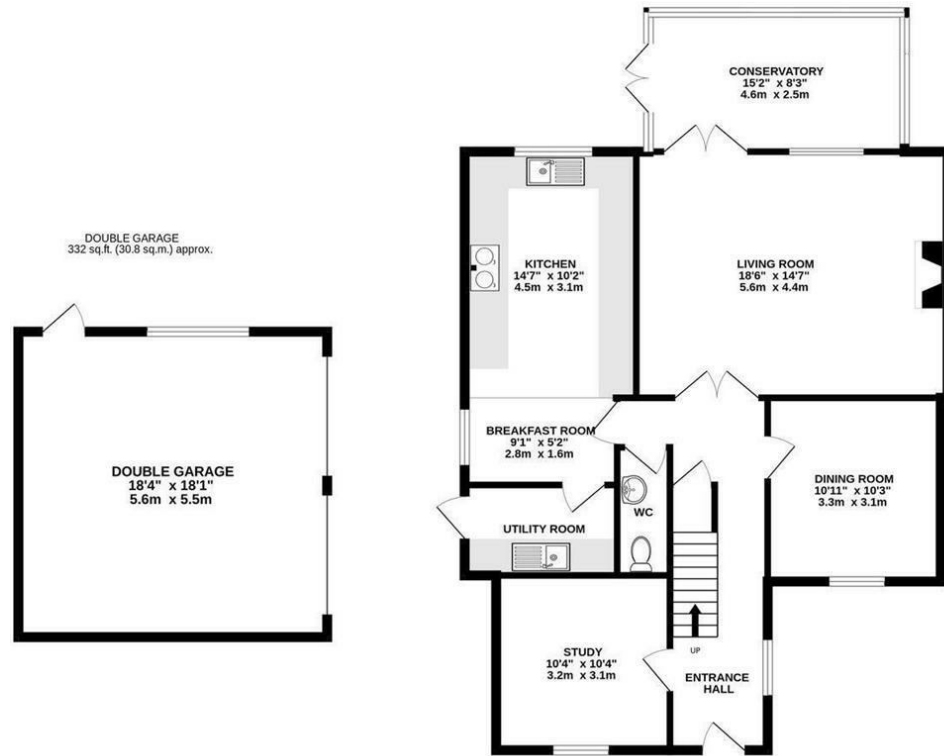 CONSERVATORY
15'2" x 8'3"
4.6m x 2.5m
DOUBLE GARAGE
332 sq.ft. (30.8 sq.m.) approx.
KITCHEN
14'7" x 10'2"
4.5m x 3.1m
LIVING ROOM
18'6" x 14'7"
5.6m x 4.4m
DOUBLE GARAGE
18'4" x 18'1"
5.6m x 5.5m
BREAKFAST ROOM
9'1" x 5'2"
2.8m x 1.6m
DINING ROOM
10'11" x 10'3"
3.3m x 3.1m
WC
UTILITY ROOM
STUDY
10'4" x 10'4"
3.2m x 3.1m
UP
ENTRANCE
HALL